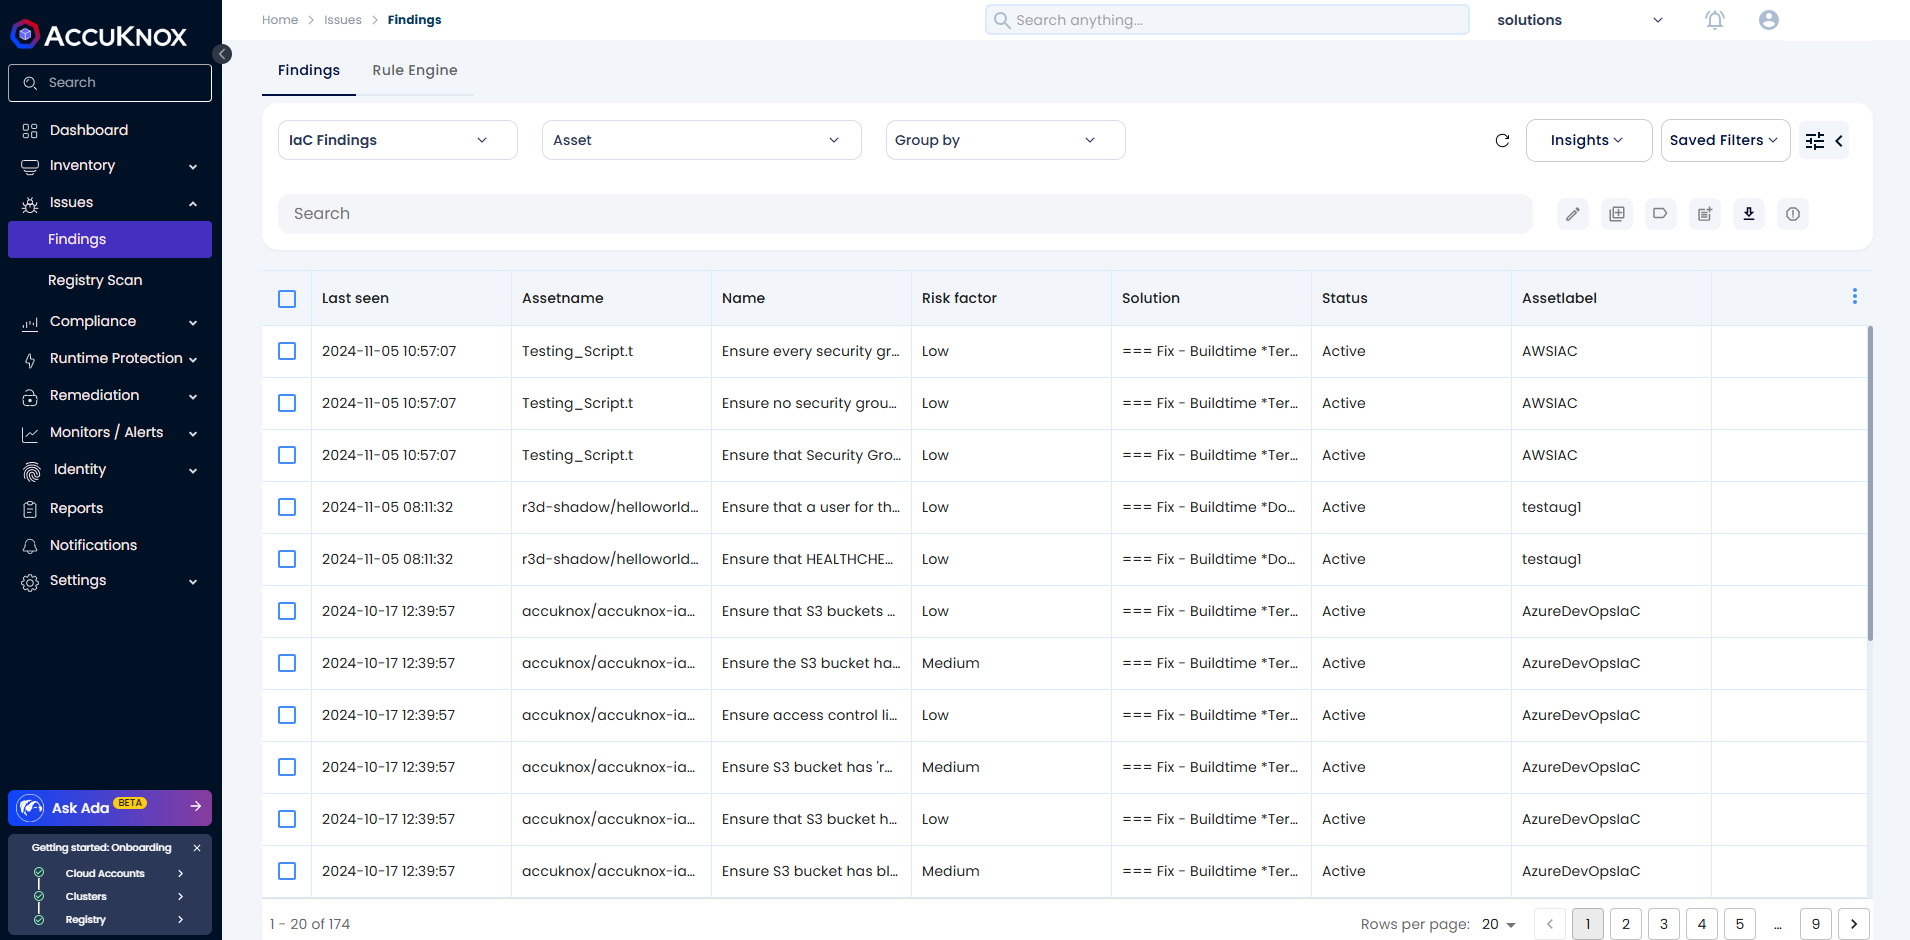 ACCUKNOX
Search
Dashboard
Inventory
Issues
Findings
Registry Scan
Compliance
Runtime Protection
Remediation
Monitors / Alerts
Identity
Reports
Notifications
Settings
Ask Ada BETA
Getting started: Onboarding
Cloud Accounts
Clusters
Registry
Home > Issues > Findings
Search anything...
solutions
Findings Rule Engine
IaC Findings Asset Group by Insights Saved Filters
Search
Last seen Assetname Name Risk factor Solution Status Assetlabel
2024-11-05 10:57:07 Testing_Script.t Ensure every security gr... Low === Fix - Buildtime *Ter... Active AWSIAC
2024-11-05 10:57:07 Testing_Script.t Ensure no security grou... Low === Fix - Buildtime *Ter... Active AWSIAC
2024-11-05 10:57:07 Testing_Script.t Ensure that Security Gro... Low === Fix - Buildtime *Ter... Active AWSIAC
2024-11-05 08:11:32 r3d-shadow/helloworld... Ensure that a user for th... Low === Fix - Buildtime *Do... Active testaug1
2024-11-05 08:11:32 r3d-shadow/helloworld... Ensure that HEALTHCHE... Low === Fix - Buildtime *Do... Active testaug1
2024-10-17 12:39:57 accuknox/accuknox-ia... Ensure that S3 buckets ... Low === Fix - Buildtime *Ter... Active AzureDevOpsIaC
2024-10-17 12:39:57 accuknox/accuknox-ia... Ensure the S3 bucket ha... Medium === Fix - Buildtime *Ter... Active AzureDevOpsIaC
2024-10-17 12:39:57 accuknox/accuknox-ia... Ensure access control li... Low === Fix - Buildtime *Ter... Active AzureDevOpsIaC
2024-10-17 12:39:57 accuknox/accuknox-ia... Ensure S3 bucket has 'r... Medium === Fix - Buildtime *Ter... Active AzureDevOpsIaC
2024-10-17 12:39:57 accuknox/accuknox-ia... Ensure that S3 bucket h... Low === Fix - Buildtime *Ter... Active AzureDevOpsIaC
2024-10-17 12:39:57 accuknox/accuknox-ia... Ensure S3 bucket has bl... Medium === Fix - Buildtime *Ter... Active AzureDevOpsIaC
1 - 20 of 174 Rows per page: 20 < 1 2 3 4 5 ... 9 >